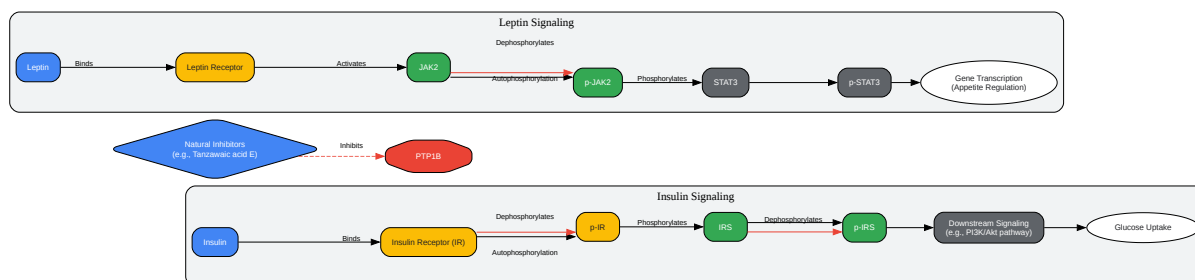 Leptin Signaling
Dephosphorylates
Leptin
Binds
Leptin Receptor
Activates
JAK2
Autophosphorylation
p-JAK2
Phosphorylates
STAT3
p-STAT3
Gene Transcription
(Appetite Regulation)
Natural Inhibitors
(e.g., Tanzawaic acid E)
Inhibits
PTP1B
Insulin Signaling
Insulin
Binds
Insulin Receptor (IR)
Dephosphorylates
Autophosphorylation
p-IR
Phosphorylates
IRS
Dephosphorylates
p-IRS
Downstream Signaling
(e.g., PI3K/Akt pathway)
Glucose Uptake